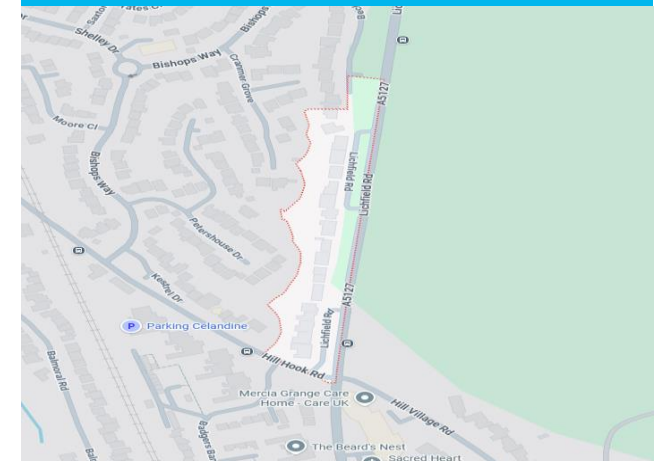 Shelley Dr.
Bishops Way
Cranmer Grove
A5127
Moore Cl
Bishops Way
Lichfield Rd
Lichfield Rd
Petershouse Dr.
Kestrel Dr
A5127
P Parking Celandine
Lichfield Rd
Hill Hook Rd
Balmoral Rd
Mercia Grange Care
Home - Care UK
Hill Village Rd
The Beard's Nest
Sacred Heart